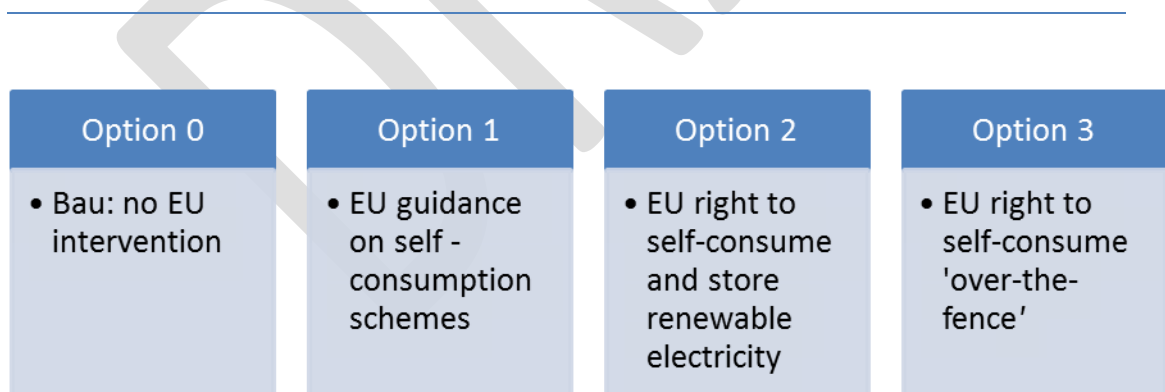 Option 0
• Bau: no EU
intervention
Option 1
• EU guidance
on self -
consumption
schemes
Option 2
• EU right to
self-consume
and store
renewable
electricity
Option 3
• EU right to
self-consume
'over-the-
fence'